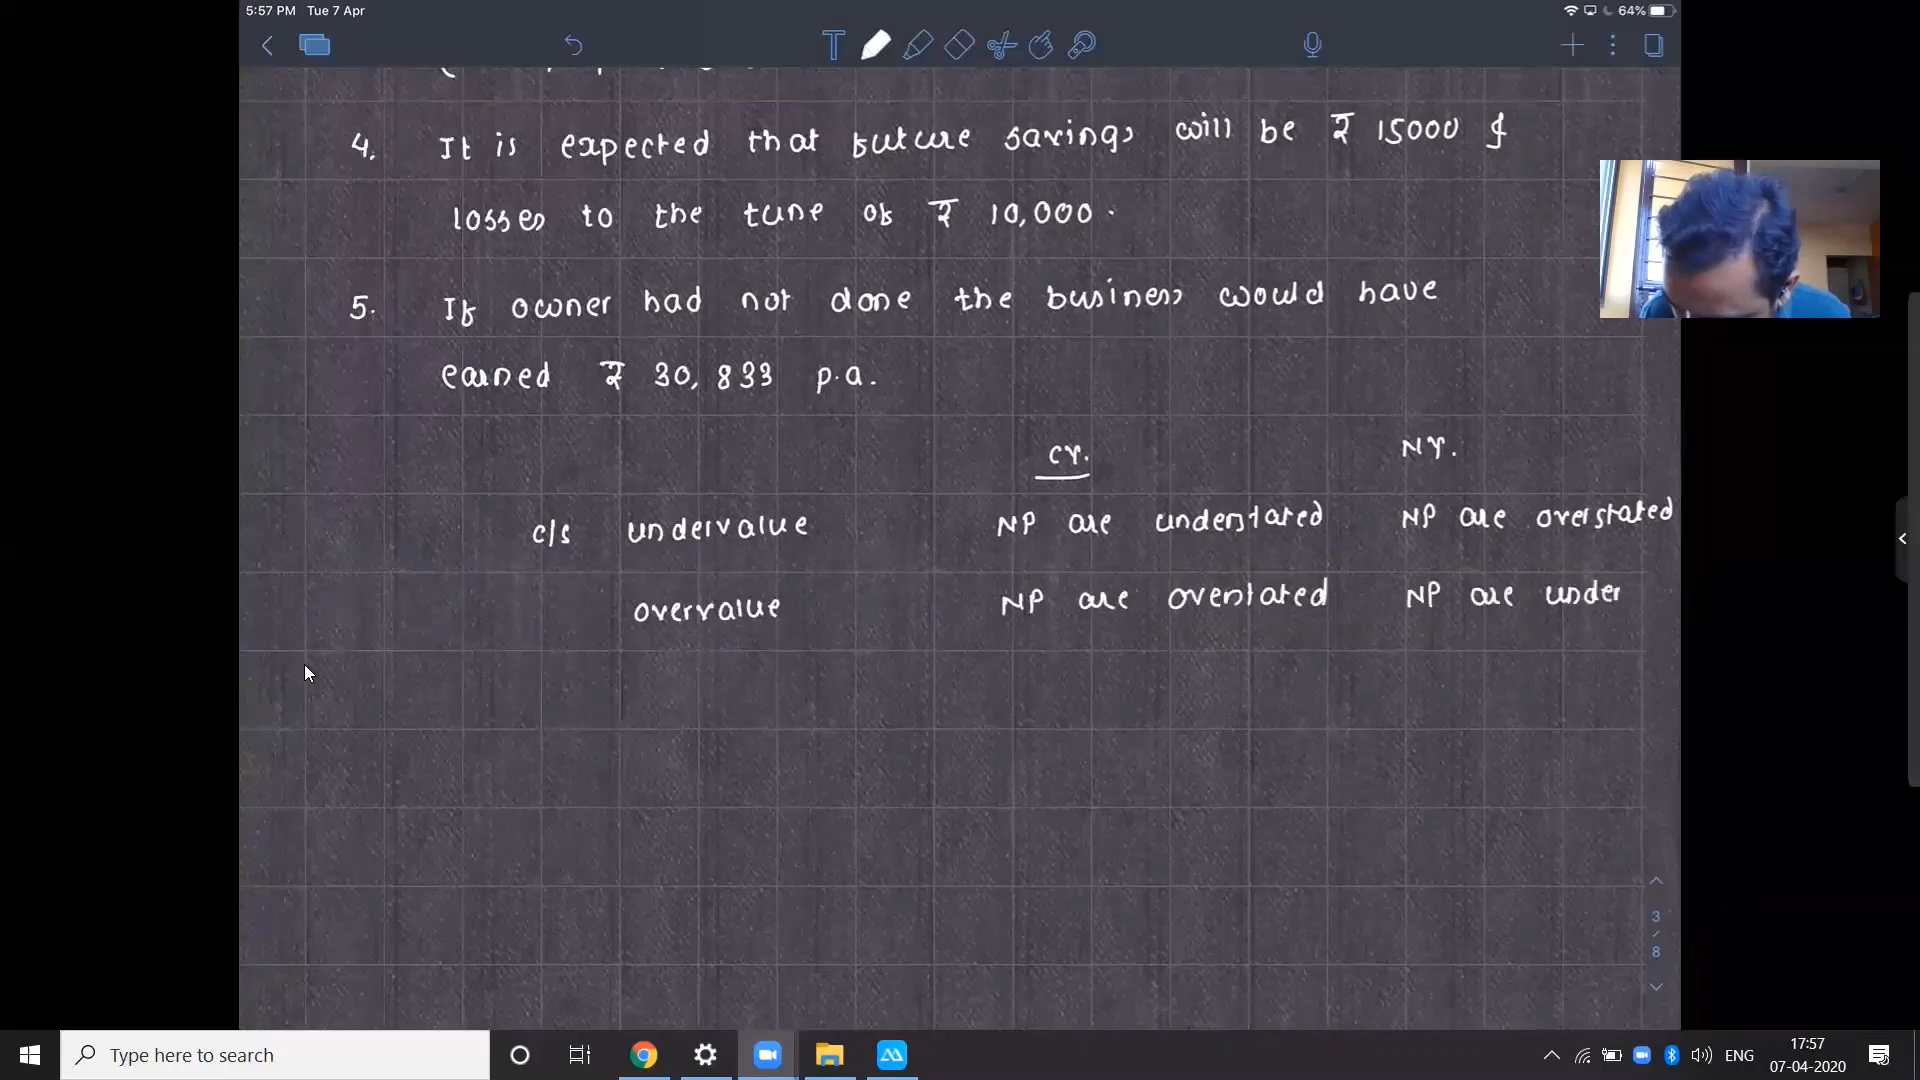 5:57 PM Tue 7 Apr
64%
4. It is expected that future savings will be ₹ 15000 &
losses to the tune of ₹ 10,000.
5. If owner had not done the business would have
earned ₹ 30,833 p.a.
CY. NY.
c/s undervalue NP are understated NP are overstated
overvalue NP are overstated NP are under
3
/
8
Type here to search
ENG
17:57
07-04-2020